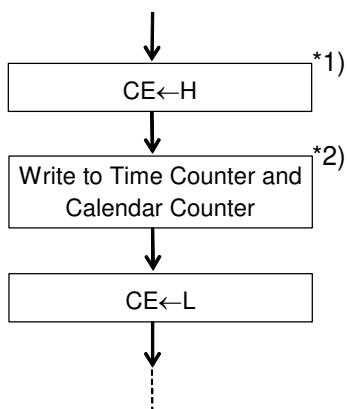 *1)
CE←H
*2)
Write to Time Counter and
Calendar Counter
CE←L